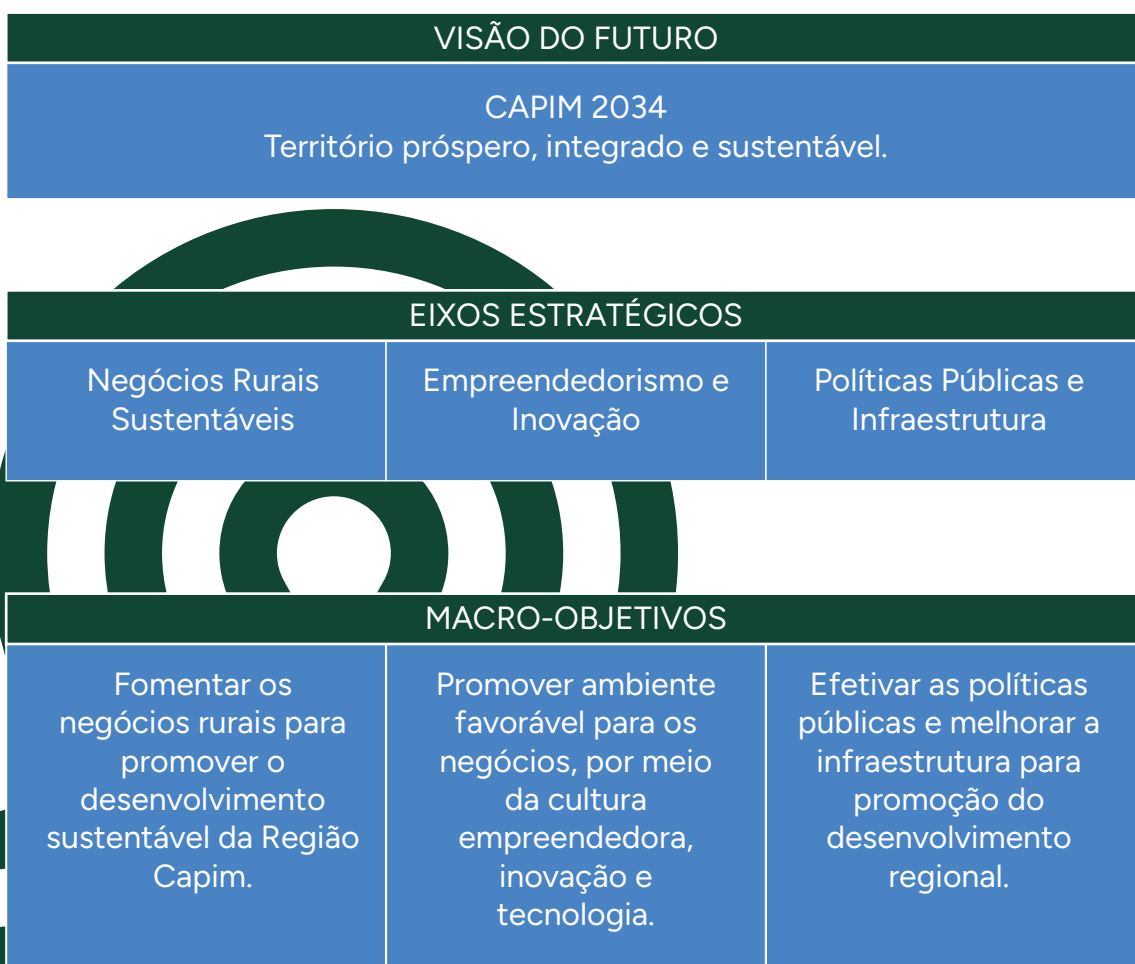 VISÃO DO FUTURO
CAPIM 2034
Território próspero, integrado e sustentável.
EIXOS ESTRATÉGICOS
Negócios Rurais
Sustentáveis
Empreendedorismo e
Inovação
Políticas Públicas e
Infraestrutura
MACRO-OBJETIVOS
Fomentar os
negócios rurais para
promover o
desenvolvimento
sustentável da Região
Capim.
Promover ambiente
favorável para os
negócios, por meio
da cultura
empreendedora,
inovação e
tecnologia.
Efetivar as políticas
públicas e melhorar a
infraestrutura para
promoção do
desenvolvimento
regional.